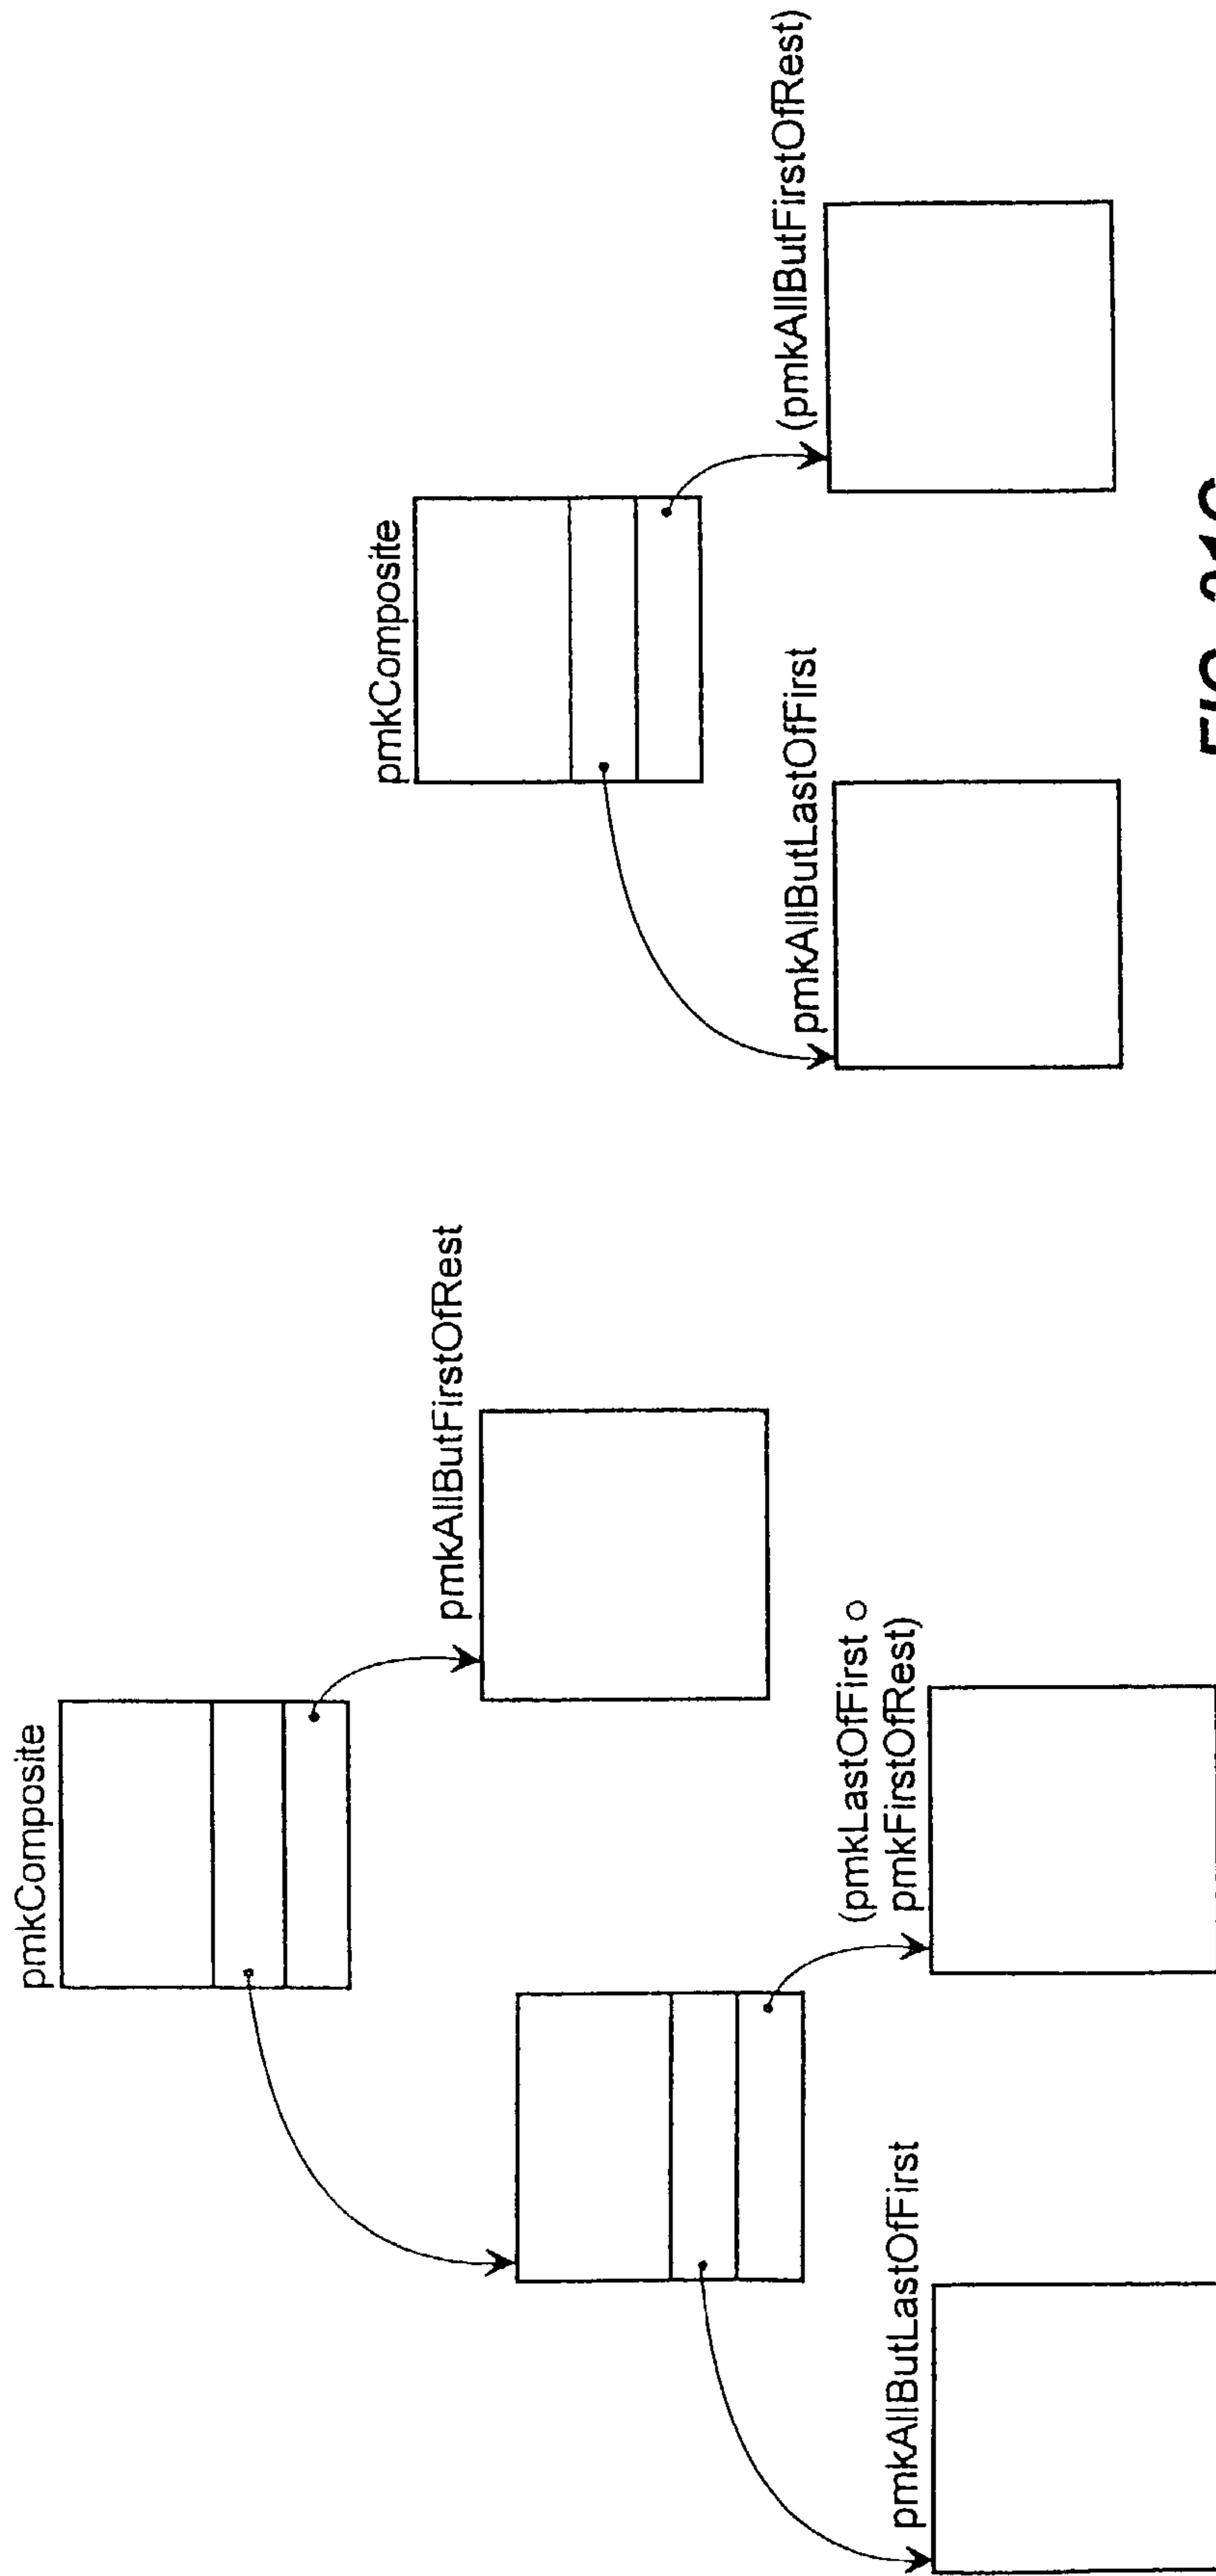 pmkComposite
pmkAllButFirstOfRest
(pmkLastOfFirst o
pmkFirstOfRest)
pmkAllButLastOfFirst
pmkComposite
pmkAllButLastOfFirst
(pmkAllButFirstOfRest)